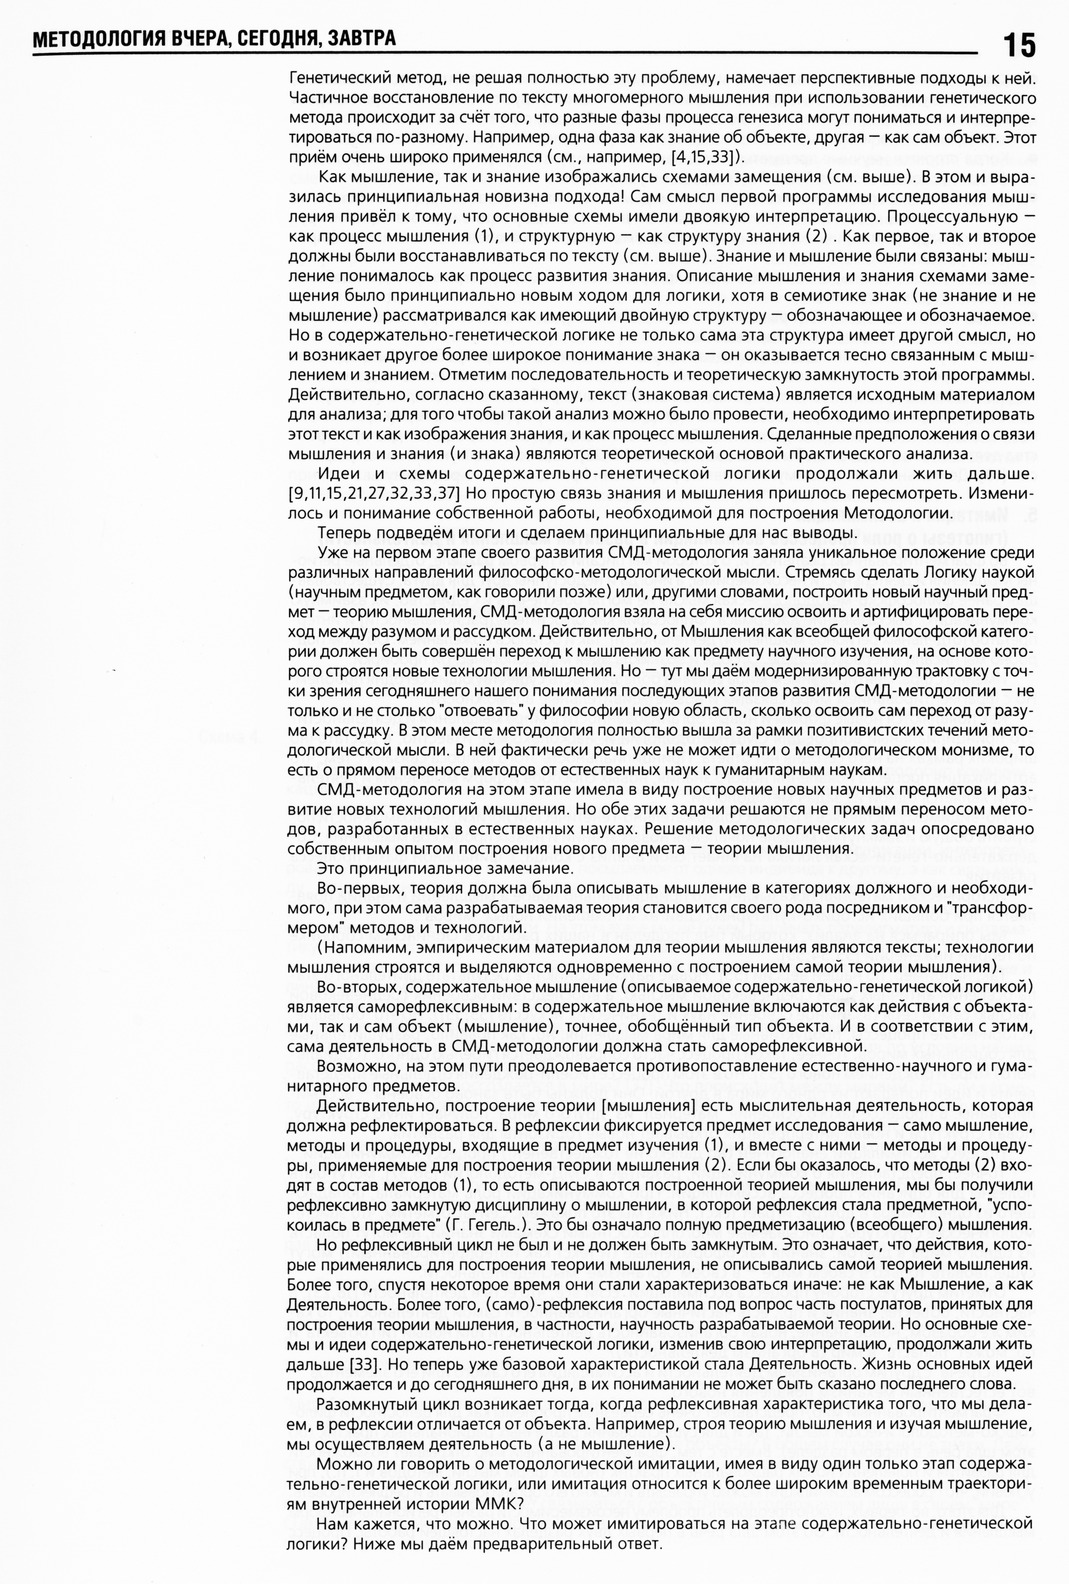 МЕТОДОЛОГИЯ ВЧЕРА, СЕГОДНЯ, ЗАВТРА
15
Генетический метод, не решая полностью эту проблему, намечает перспективные подходы к ней.
Частичное восстановление по тексту многомерного мышления при использовании генетического
метода происходит за счёт того, что разные фазы процесса генезиса могут пониматься и интерпре-
тироваться по-разному. Например, одна фаза как знание об объекте, другая — как сам объект. Этот
приём очень широко применялся (см., например, [4,15,33]).
Как мышление, так и знание изображались схемами замещения (см. выше). В этом и выра-
зилась принципиальная новизна подхода! Сам смысл первой программы исследования мыш-
ления привёл к тому, что основные схемы имели двоякую интерпретацию. Процессуальную —
как процесс мышления (1), и структурную — как структуру знания (2) . Как первое, так и второе
должны были восстанавливаться по тексту (см. выше). Знание и мышление были связаны: мыш-
ление понималось как процесс развития знания. Описание мышления и знания схемами заме-
щения было принципиально новым ходом для логики, хотя в семиотике знак (не знание и не
мышление) рассматривался как имеющий двойную структуру — обозначающее и обозначаемое.
Но в содержательно-генетической логике не только сама эта структура имеет другой смысл, но
и возникает другое более широкое понимание знака — он оказывается тесно связанным с мыш-
лением и знанием. Отметим последовательность и теоретическую замкнутость этой программы.
Действительно, согласно сказанному, текст (знаковая система) является исходным материалом
для анализа; для того чтобы такой анализ можно было провести, необходимо интерпретировать
этот текст и как изображения знания, и как процесс мышления. Сделанные предположения о связи
мышления и знания (и знака) являются теоретической основой практического анализа.
Идеи и схемы содержательно-генетической логики продолжали жить дальше.
[9,11,15,21,27,32,33,37] Но простую связь знания и мышления пришлось пересмотреть. Измени-
лось и понимание собственной работы, необходимой для построения Методологии.
Теперь подведём итоги и сделаем принципиальные для нас выводы.
Уже на первом этапе своего развития СМД-методология заняла уникальное положение среди
различных направлений философско-методологической мысли. Стремясь сделать Логику наукой
(научным предметом, как говорили позже) или, другими словами, построить новый научный пред-
мет — теорию мышления, СМД-методология взяла на себя миссию освоить и артифицировать пере-
ход между разумом и рассудком. Действительно, от Мышления как всеобщей философской катего-
рии должен быть совершён переход к мышлению как предмету научного изучения, на основе кото-
рого строятся новые технологии мышления. Но — тут мы даём модернизированную трактовку с точ-
ки зрения сегодняшнего нашего понимания последующих этапов развития СМД-методологии — не
только и не столько "отвоевать" у философии новую область, сколько освоить сам переход от разу-
ма к рассудку. В этом месте методология полностью вышла за рамки позитивистских течений мето-
дологической мысли. В ней фактически речь уже не может идти о методологическом монизме, то
есть о прямом переносе методов от естественных наук к гуманитарным наукам.
СМД-методология на этом этапе имела в виду построение новых научных предметов и раз-
витие новых технологий мышления. Но обе этих задачи решаются не прямым переносом мето-
дов, разработанных в естественных науках. Решение методологических задач опосредовано
собственным опытом построения нового предмета — теории мышления.
Это принципиальное замечание.
Во-первых, теория должна была описывать мышление в категориях должного и необходи-
мого, при этом сама разрабатываемая теория становится своего рода посредником и "трансфор-
мером" методов и технологий.
(Напомним, эмпирическим материалом для теории мышления являются тексты; технологии
мышления строятся и выделяются одновременно с построением самой теории мышления).
Во-вторых, содержательное мышление (описываемое содержательно-генетической логикой)
является саморефлексивным: в содержательное мышление включаются как действия с объекта-
ми, так и сам объект (мышление), точнее, обобщённый тип объекта. И в соответствии с этим,
сама деятельность в СМД-методологии должна стать саморефлексивной.
Возможно, на этом пути преодолевается противопоставление естественно-научного и гума-
нитарного предметов.
Действительно, построение теории [мышления] есть мыслительная деятельность, которая
должна рефлектироваться. В рефлексии фиксируется предмет исследования — само мышление,
методы и процедуры, входящие в предмет изучения (1), и вместе с ними — методы и процеду-
ры, применяемые для построения теории мышления (2). Если бы оказалось, что методы (2) вхо-
дят в состав методов (1), то есть описываются построенной теорией мышления, мы бы получили
рефлексивно замкнутую дисциплину о мышлении, в которой рефлексия стала предметной, "успо-
коилась в предмете" (Г. Гегель.). Это бы означало полную предметизацию (всеобщего) мышления.
Но рефлексивный цикл не был и не должен быть замкнутым. Это означает, что действия, кото-
рые применялись для построения теории мышления, не описывались самой теорией мышления.
Более того, спустя некоторое время они стали характеризоваться иначе: не как Мышление, а как
Деятельность. Более того, (само)-рефлексия поставила под вопрос часть постулатов, принятых для
построения теории мышления, в частности, научность разрабатываемой теории. Но основные схе-
мы и идеи содержательно-генетической логики, изменив свою интерпретацию, продолжали жить
дальше [33]. Но теперь уже базовой характеристикой стала Деятельность. Жизнь основных идей
продолжается и до сегодняшнего дня, в их понимании не может быть сказано последнего слова.
Разомкнутый цикл возникает тогда, когда рефлексивная характеристика того, что мы дела-
ем, в рефлексии отличается от объекта. Например, строя теорию мышления и изучая мышление,
мы осуществляем деятельность (а не мышление).
Можно ли говорить о методологической имитации, имея в виду один только этап содержа-
тельно-генетической логики, или имитация относится к более широким временным траектори-
ям внутренней истории ММК?
Нам кажется, что можно. Что может имитироваться на этапе содержательно-генетической
логики? Ниже мы даём предварительный ответ.